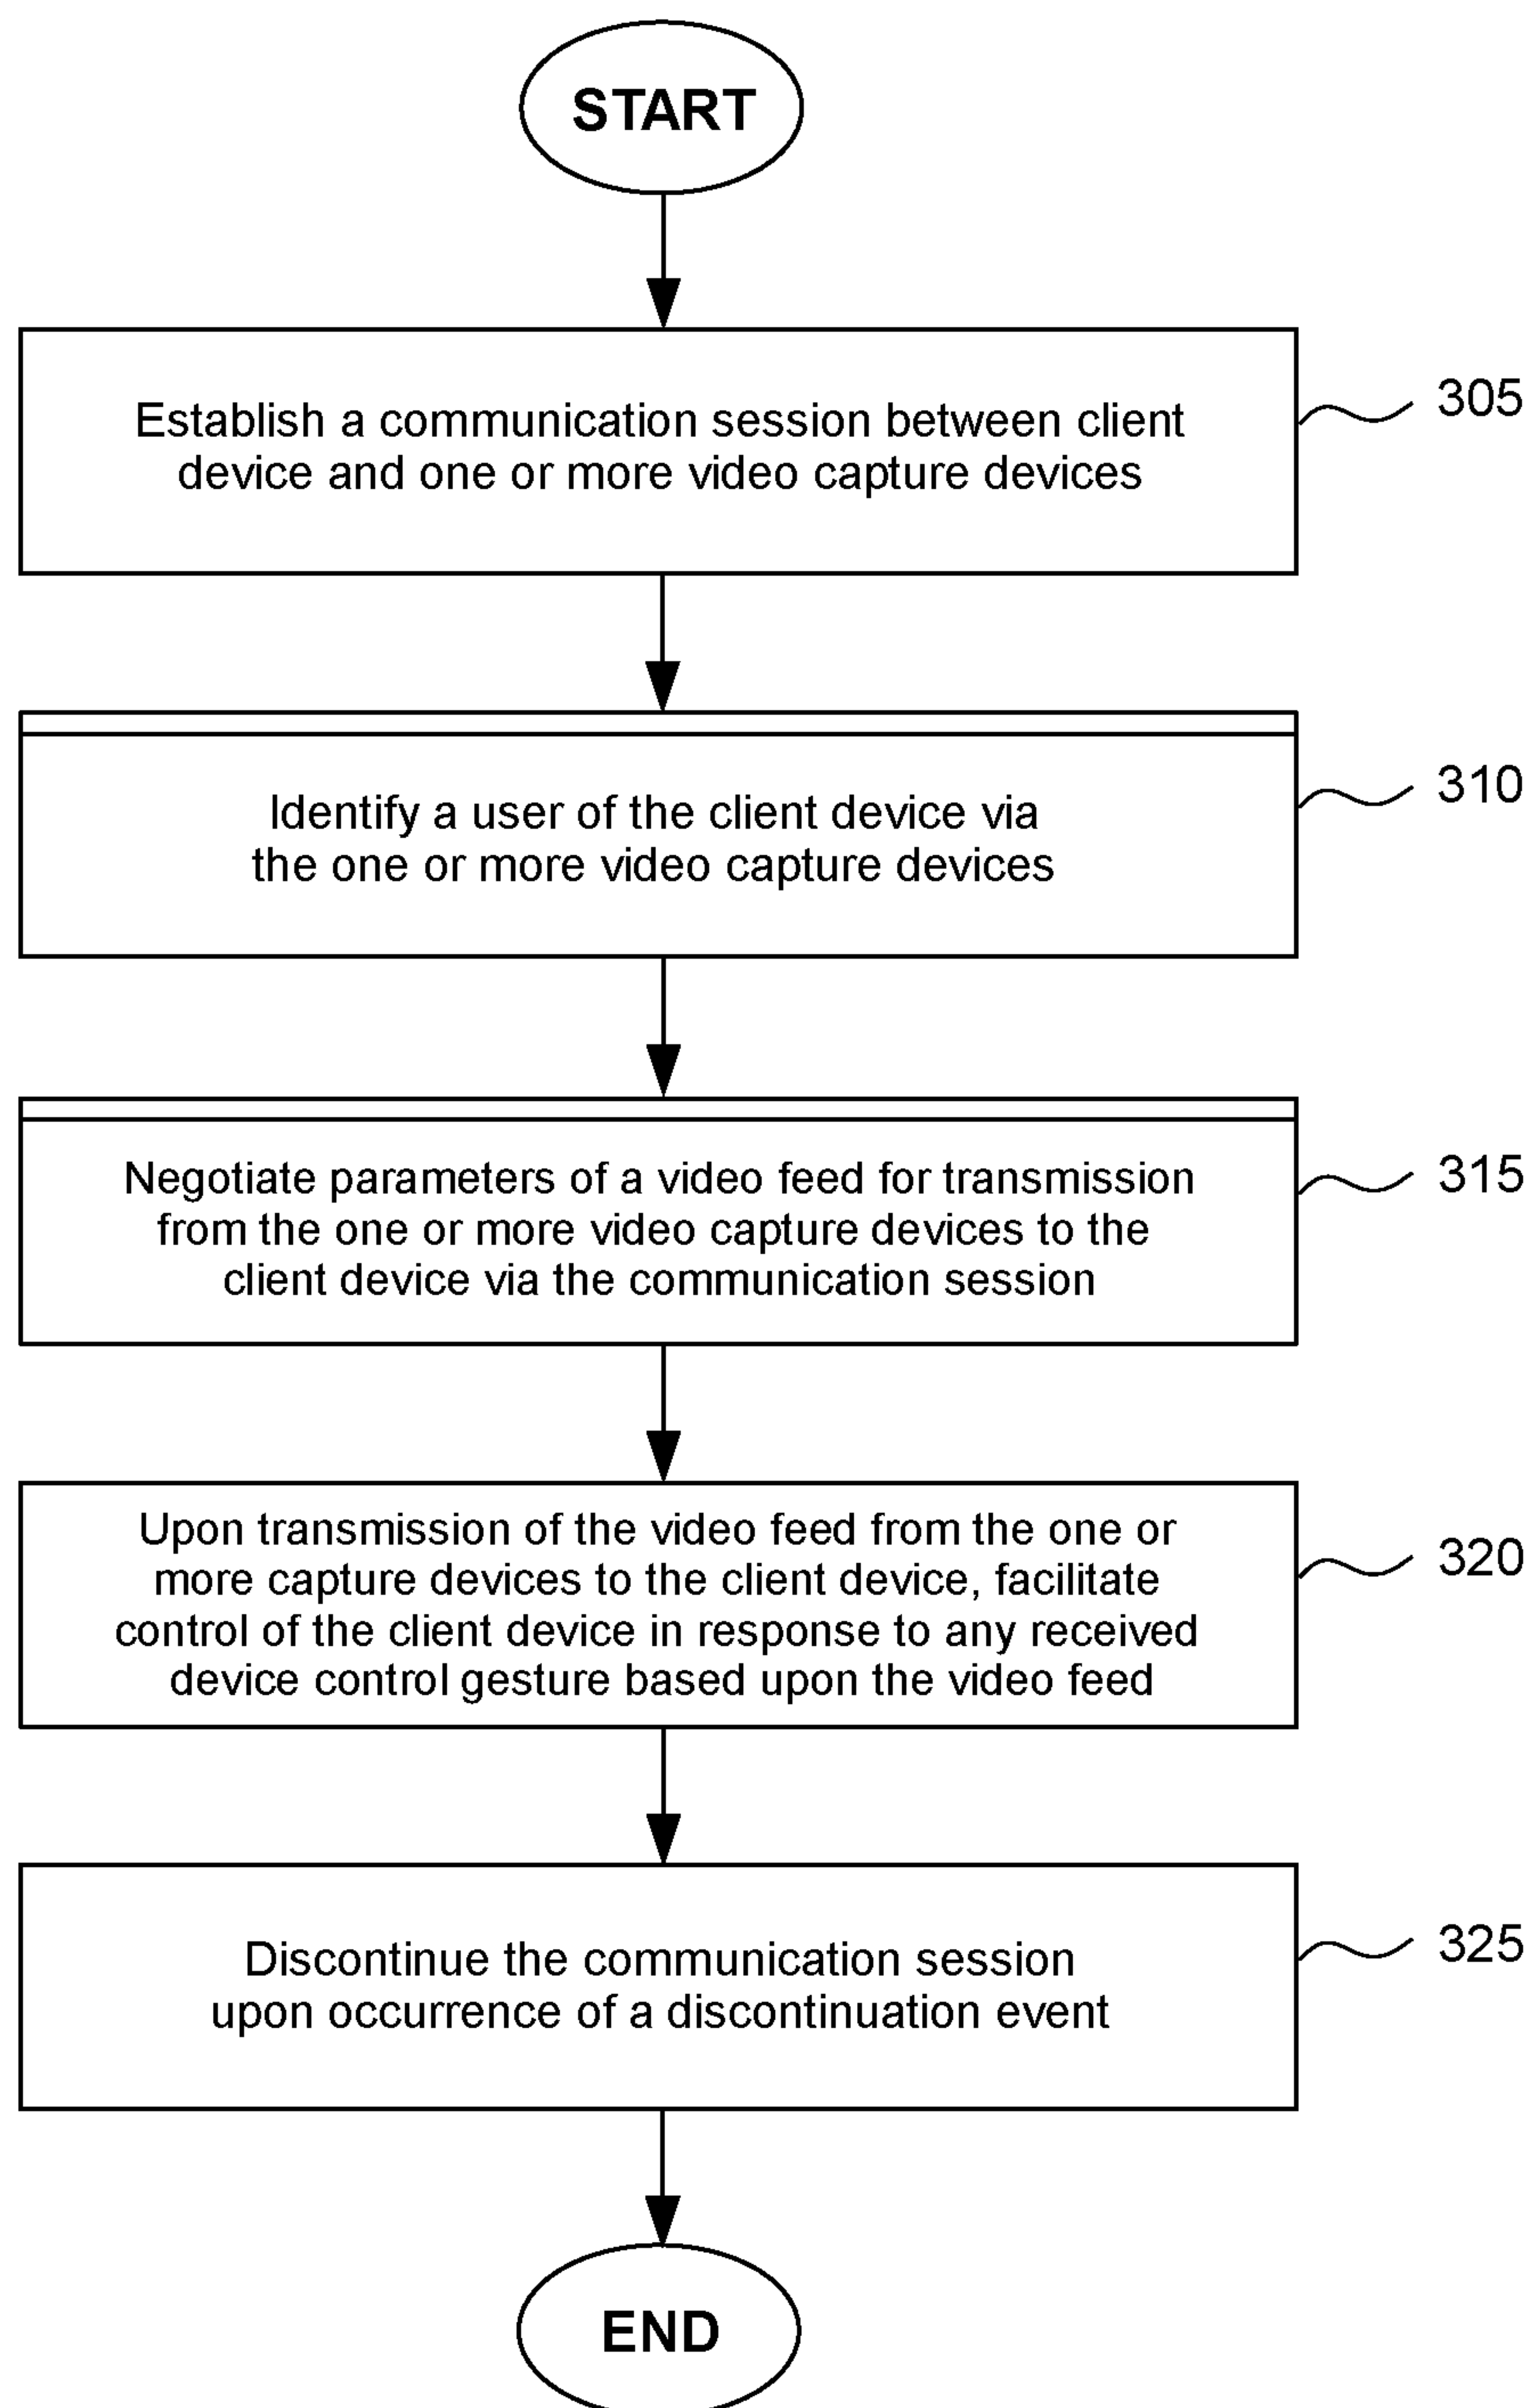 START
Establish a communication session between client
device and one or more video capture devices
305
Identify a user of the client device via
the one or more video capture devices
310
Negotiate parameters of a video feed for transmission
from the one or more video capture devices to the
client device via the communication session
315
Upon transmission of the video feed from the one or
more capture devices to the client device, facilitate
control of the client device in response to any received
device control gesture based upon the video feed
320
Discontinue the communication session
upon occurrence of a discontinuation event
325
END